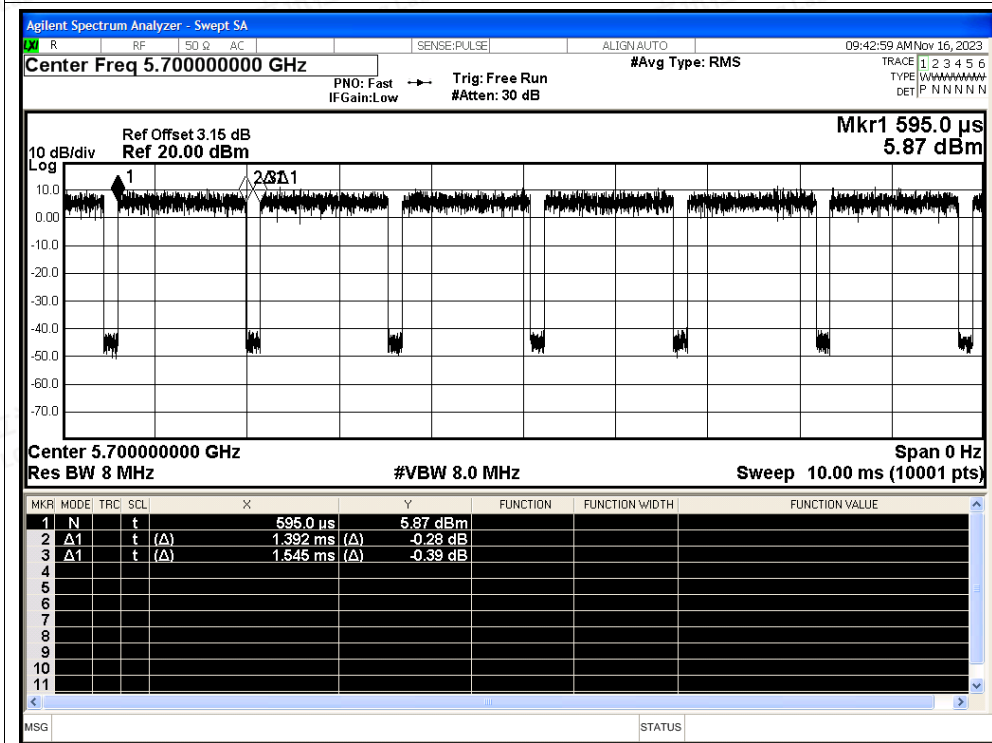 Agilent Spectrum Analyzer - Swept SA
LXI R RF 50 Ω AC SENSE:PULSE ALIGN AUTO 09:42:59 AM Nov 16, 2023
Center Freq 5.700000000 GHz #Avg Type: RMS TRACE 1 2 3 4 5 6
PNO: Fast Trig: Free Run TYPE W
IFGain:Low #Atten: 30 dB DET P N N N N N
Mkr1 595.0 µs
Ref Offset 3.15 dB
10 dB/div Ref 20.00 dBm 5.87 dBm
Log
1 2Δ1 3Δ1
10.0
0.00
-10.0
-20.0
-30.0
-40.0
-50.0
-60.0
-70.0
Center 5.700000000 GHz Span 0 Hz
Res BW 8 MHz #VBW 8.0 MHz Sweep 10.00 ms (10001 pts)
MKR MODE TRC SCL X Y FUNCTION FUNCTION WIDTH FUNCTION VALUE
1 N t 595.0 µs 5.87 dBm
2 Δ1 t (Δ) 1.392 ms (Δ) -0.28 dB
3 Δ1 t (Δ) 1.545 ms (Δ) -0.39 dB
4
5
6
7
8
9
10
11
MSG STATUS